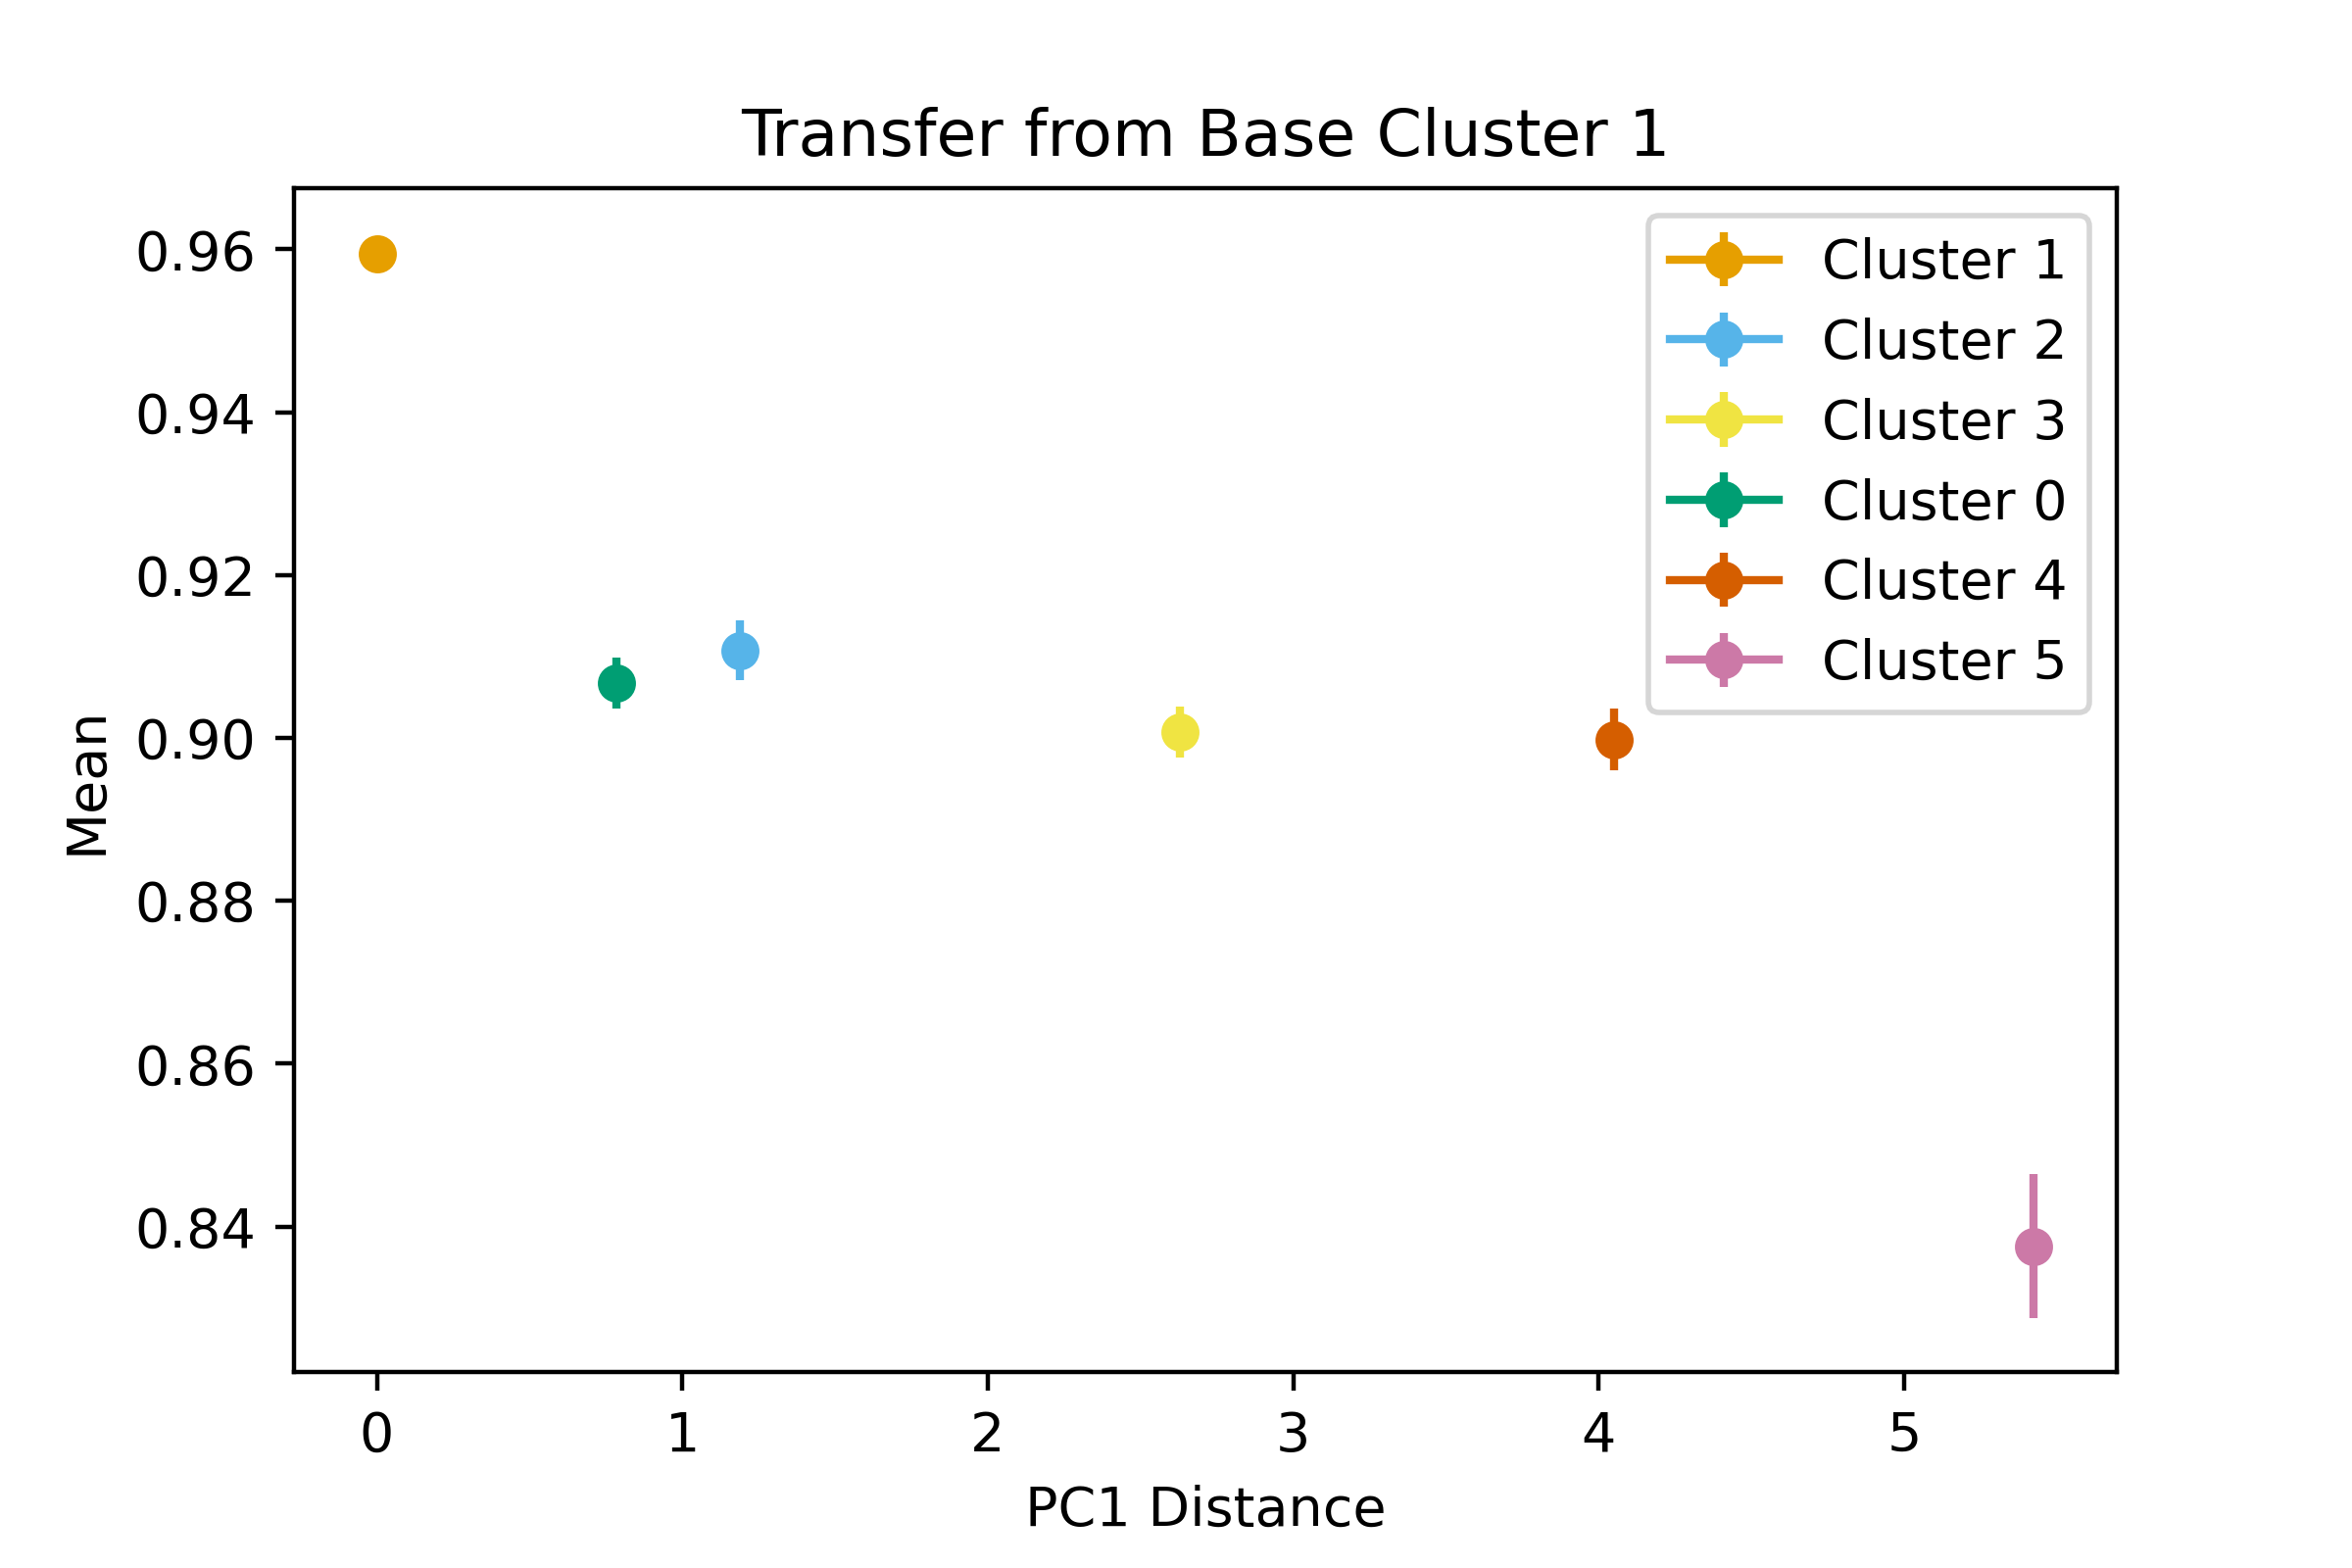 Transfer from Base Cluster 1
0.96
0.94
0.92
0.90
0.88
0.86
0.84
Mean
Cluster 1
Cluster 2
Cluster 3
Cluster 0
Cluster 4
Cluster 5
0 1 2 3 4 5
PC1 Distance